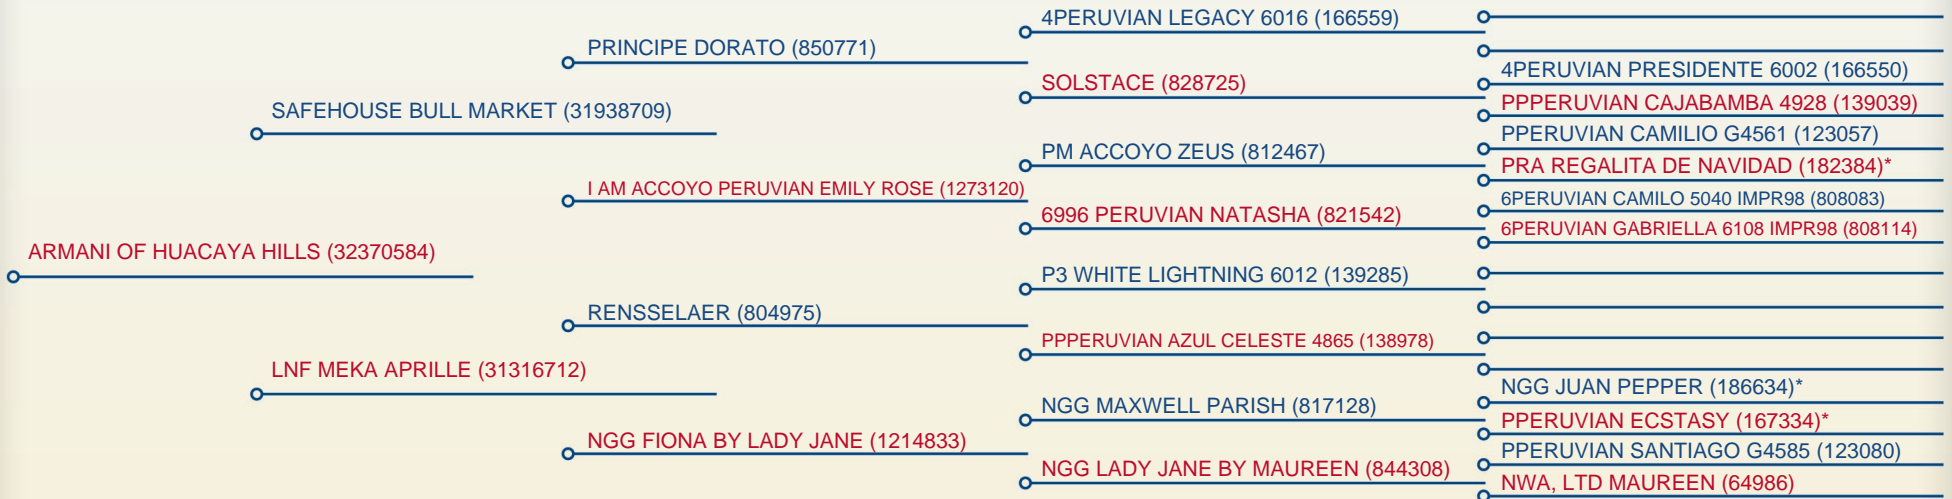 4PERUVIAN LEGACY 6016 (166559)
PRINCIPE DORATO (850771)
4PERUVIAN PRESIDENTE 6002 (166550)
SOLSTACE (828725)
PPPERUVIAN CAJABAMBA 4928 (139039)
SAFEHOUSE BULL MARKET (31938709)
PPERUVIAN CAMILIO G4561 (123057)
PM ACCOYO ZEUS (812467)
PRA REGALITA DE NAVIDAD (182384)*
I AM ACCOYO PERUVIAN EMILY ROSE (1273120)
6PERUVIAN CAMILO 5040 IMPR98 (808083)
6996 PERUVIAN NATASHA (821542)
6PERUVIAN GABRIELLA 6108 IMPR98 (808114)
ARMANI OF HUACAYA HILLS (32370584)
P3 WHITE LIGHTNING 6012 (139285)
RENSSELAER (804975)
PPPERUVIAN AZUL CELESTE 4865 (138978)
LNF MEKA APRILLE (31316712)
NGG JUAN PEPPER (186634)*
NGG MAXWELL PARISH (817128)
PPERUVIAN ECSTASY (167334)*
NGG FIONA BY LADY JANE (1214833)
PPERUVIAN SANTIAGO G4585 (123080)
NGG LADY JANE BY MAUREEN (844308)
NWA, LTD MAUREEN (64986)